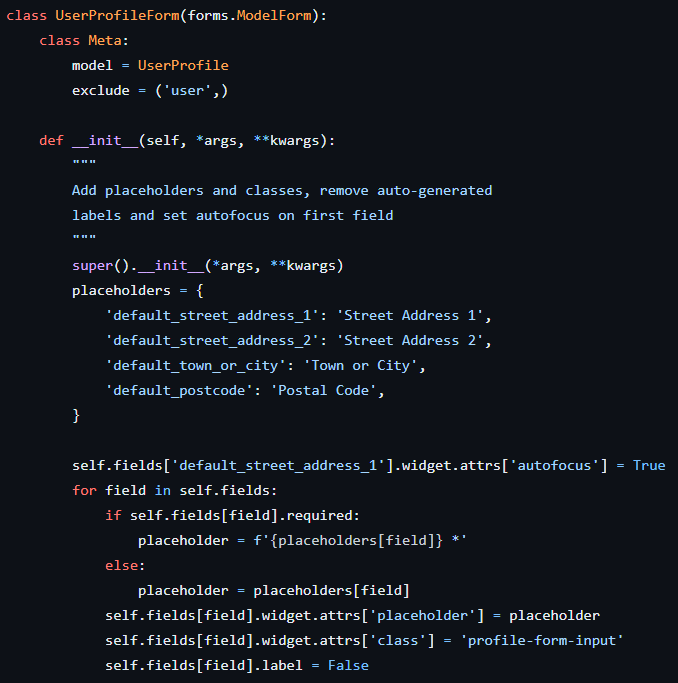 class UserProfileForm(forms.ModelForm):
    class Meta:
        model = UserProfile
        exclude = ('user',)

    def __init__(self, *args, **kwargs):
        """
        Add placeholders and classes, remove auto-generated
        labels and set autofocus on first field
        """
        super().__init__(*args, **kwargs)
        placeholders = {
            'default_street_address_1': 'Street Address 1',
            'default_street_address_2': 'Street Address 2',
            'default_town_or_city': 'Town or City',
            'default_postcode': 'Postal Code',
        }

        self.fields['default_street_address_1'].widget.attrs['autofocus'] = True
        for field in self.fields:
            if self.fields[field].required:
                placeholder = f'{placeholders[field]} *'
            else:
                placeholder = placeholders[field]
            self.fields[field].widget.attrs['placeholder'] = placeholder
            self.fields[field].widget.attrs['class'] = 'profile-form-input'
            self.fields[field].label = False